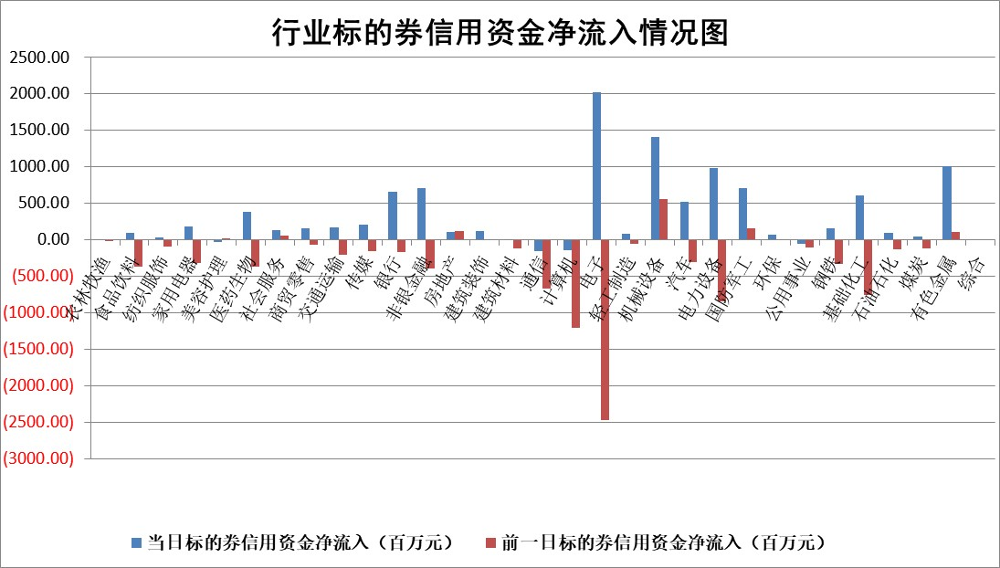 行业标的券信用资金净流入情况图
2500.00
2000.00
1500.00
1000.00
500.00
0.00
(500.00)
(1000.00)
(1500.00)
(2000.00)
(2500.00)
(3000.00)
农林牧渔
食品饮料
纺织服饰
家用电器
美容护理
医药生物
社会服务
商贸零售
交通运输
传媒
银行
非银金融
房地产
建筑装饰
建筑材料
通信
计算机
电子
轻工制造
机械设备
汽车
电力设备
国防军工
环保
公用事业
钢铁
基础化工
石油石化
煤炭
有色金属
综合
当日标的券信用资金净流入（百万元）
前一日标的券信用资金净流入（百万元）